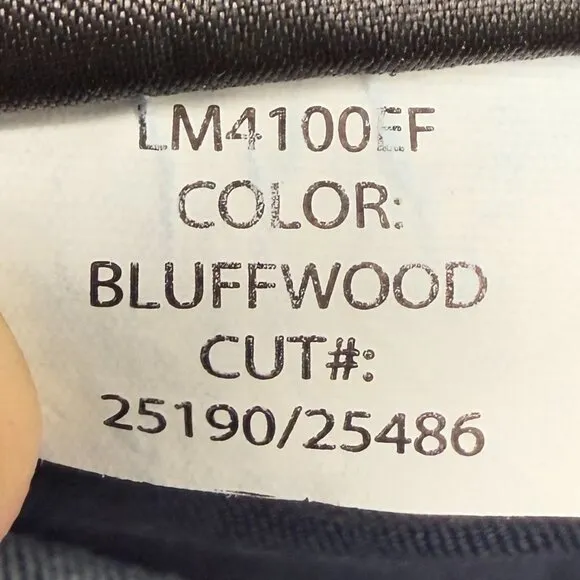 LM4100EF
COLOR:
BLUFFWOOD
CUT#:
25190/25486